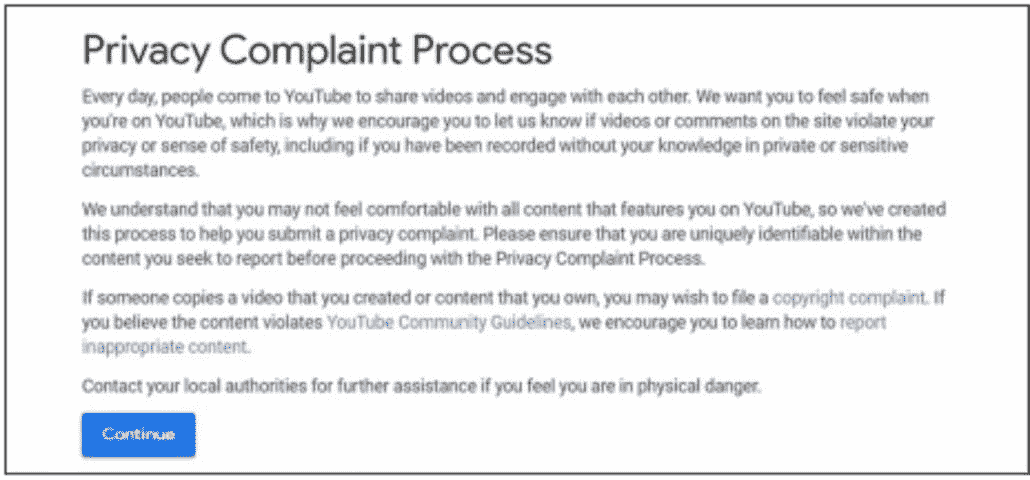 Privacy Complaint Process
Every day, people come to YouTube to share videos and engage with each other. We want you to feel safe when
you're on YouTube, which is why we encourage you to let us know if videos or comments on the site violate your
privacy or sense of safety, including if you have been recorded without your knowledge in private or sensitive
circumstances.
We understand that you may not feel comfortable with all content that features you on YouTube, so we've created
this process to help you submit a privacy complaint. Please ensure that you are uniquely identifiable within the
content you seek to report before proceeding with the Privacy Complaint Process.
If someone copies a video that you created or content that you own, you may wish to file a copyright complaint. If
you believe the content violates YouTube Community Guidelines, we encourage you to learn how to report
inappropriate content.
Contact your local authorities for further assistance if you feel you are in physical danger.
Continue